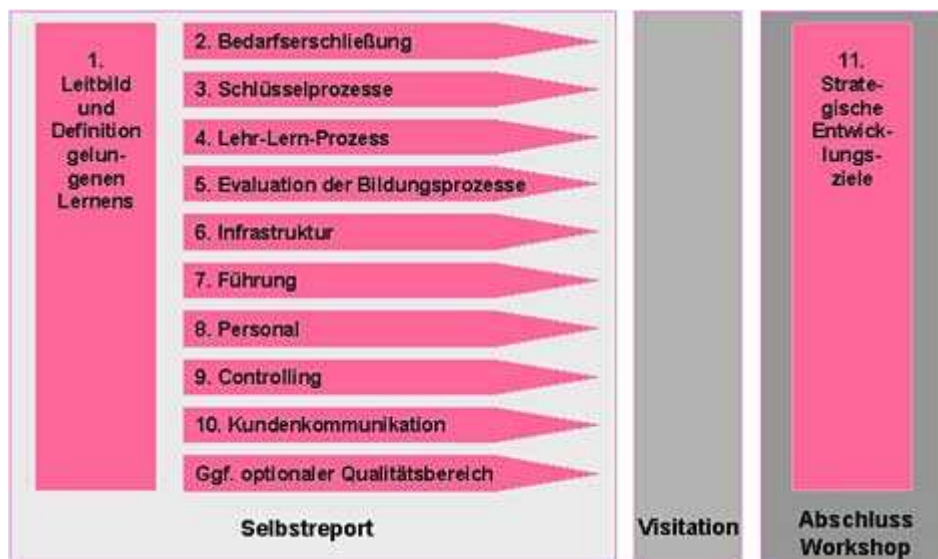 1.
Leitbild
und
Definition
gelun-
genen
Lernens
2. Bedarfserschließung
3. Schlüsselprozesse
4. Lehr-Lern-Prozess
5. Evaluation der Bildungsprozesse
6. Infrastruktur
7. Führung
8. Personal
9. Controlling
10. Kundenkommunikation
Ggf. optionaler Qualitätsbereich
Selbstreport
Visitation
11.
Strate-
gische
Entwick-
lungs-
ziele
Abschluss
Workshop